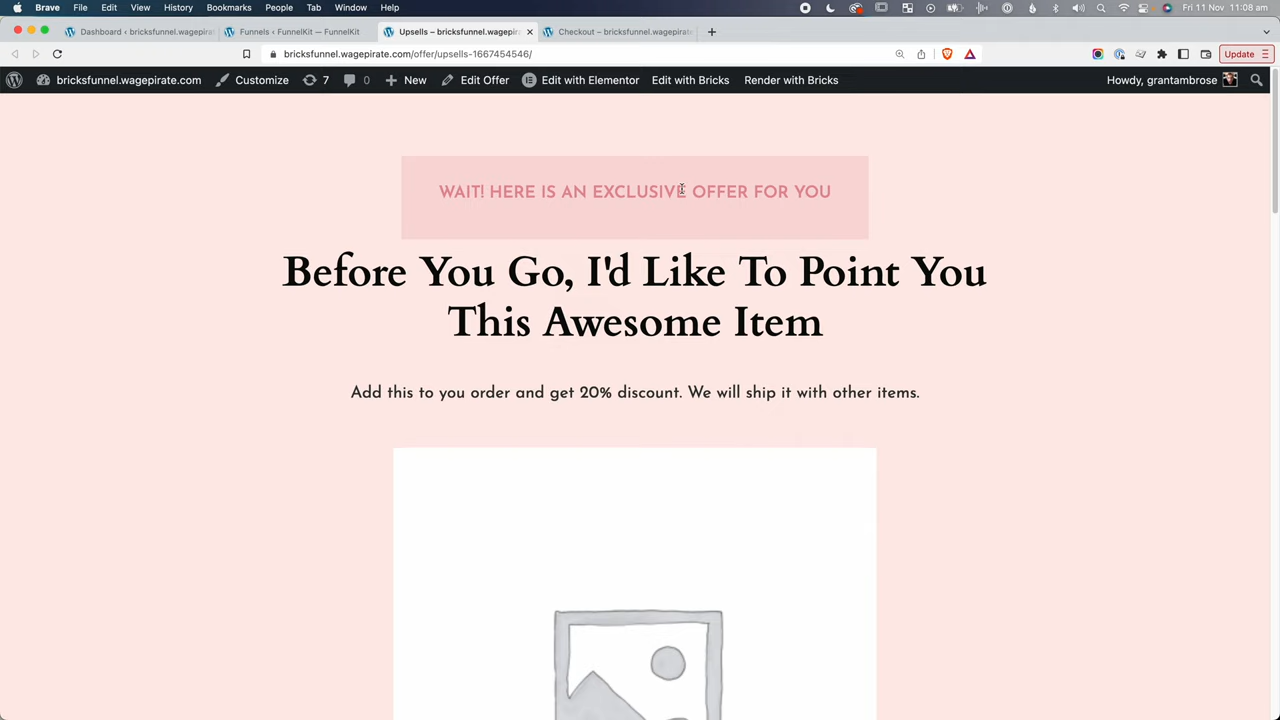 Brave File Edit View History Bookmarks People Tab Window Help Fri 11 Nov 11:08 am
Dashboard ‹ bricksfunnel.wagepirat
Funnels ‹ FunnelKit — FunnelKit
Upsells – bricksfunnel.wagepirate.
Checkout – bricksfunnel.wagepirate
bricksfunnel.wagepirate.com/offer/upsells-1667454546/
Update
bricksfunnel.wagepirate.com Customize 7 0 New Edit Offer Edit with Elementor Edit with Bricks Render with Bricks Howdy, grantambrose
WAIT! HERE IS AN EXCLUSIVE OFFER FOR YOU
Before You Go, I'd Like To Point You
This Awesome Item
Add this to you order and get 20% discount. We will ship it with other items.